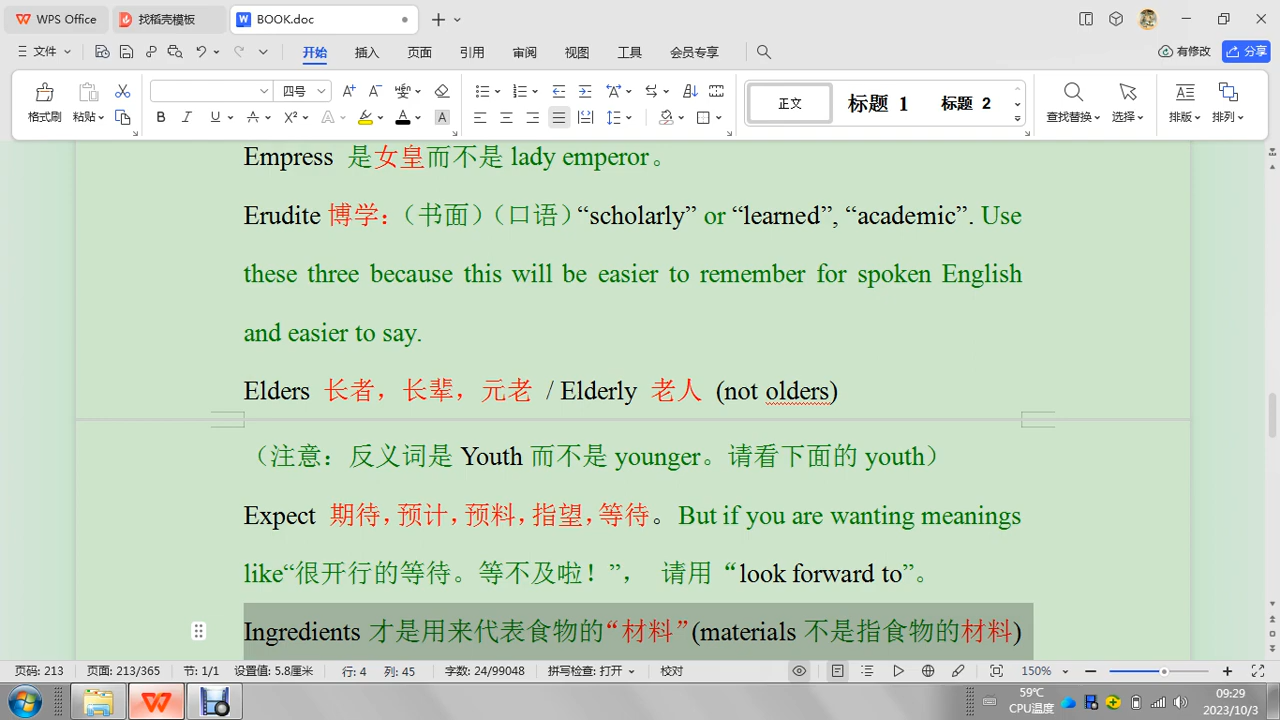 WPS Office 找稻壳模板 BOOK.doc
文件 开始 插入 页面 引用 审阅 视图 工具 会员专享 有修改 分享
格式刷 粘贴 四号 正文 标题 1 标题 2 查找替换 选择 排版 排列
Empress 是女皇而不是 lady emperor。
Erudite 博学：（书面）（口语）“scholarly” or “learned”, “academic”. Use
these three because this will be easier to remember for spoken English
and easier to say.
Elders 长者，长辈，元老 / Elderly 老人 (not olders)
（注意：反义词是 Youth 而不是 younger。请看下面的 youth）
Expect 期待，预计，预料，指望，等待。But if you are wanting meanings
like“很开行的等待。等不及啦！”， 请用“look forward to”。
Ingredients 才是用来代表食物的“材料”(materials 不是指食物的材料)
页码: 213 页面: 213/365 节: 1/1 设置值: 5.8厘米 行: 4 列: 45 字数: 24/99048 拼写检查: 打开 校对 150%
59℃ 09:29
CPU温度 2023/10/3